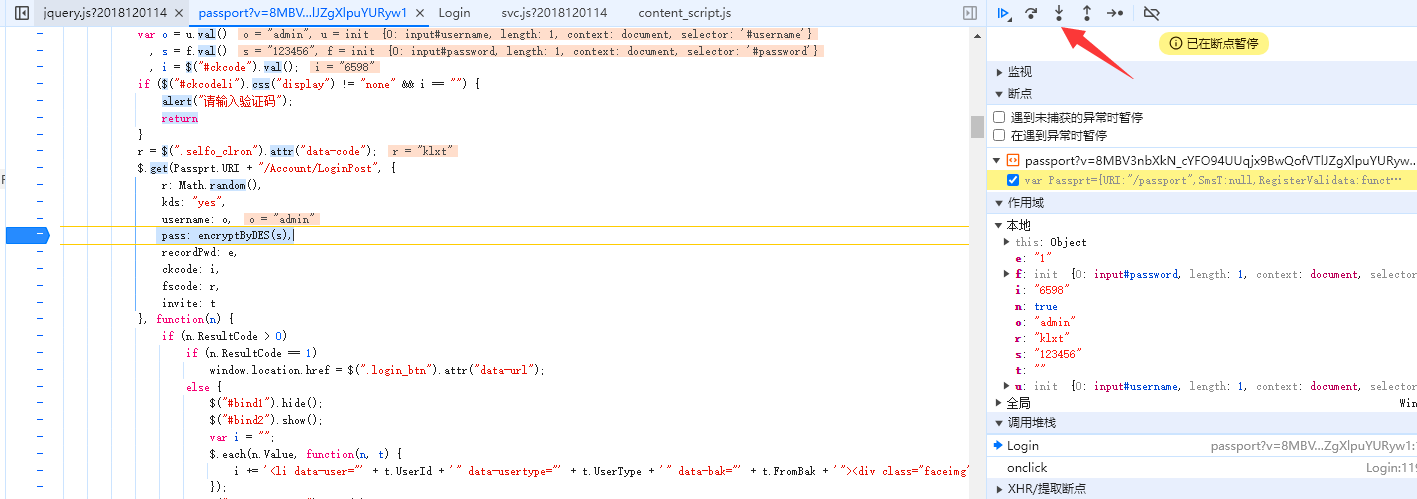 jquery.js?2018120114 ×
passport?v=8MBV...lJZgXlpuYURyw1 ×
Login
svc.js?2018120114
content_script.js
var o = u.val() o = "admin", u = init {0: input#username, length: 1, context: document, selector: '#username'}
, s = f.val() s = "123456", f = init {0: input#password, length: 1, context: document, selector: '#password'}
, i = $("#ckcode").val(); i = "6598"
if ($("#ckcodeli").css("display") != "none" && i == "") {
alert("请输入验证码");
return
}
r = $(".selfo_clron").attr("data-code"); r = "klxt"
$.get(Passprt.URI + "/Account/LoginPost", {
r: Math.random(),
kds: "yes",
username: o, o = "admin"
pass: encryptByDES(s),
recordPwd: e,
ckcode: i,
fscode: r,
invite: t
}, function(n) {
if (n.ResultCode > 0)
if (n.ResultCode == 1)
window.location.href = $(".login_btn").attr("data-url");
else {
$("#bind1").hide();
$("#bind2").show();
var i = "";
$.each(n.Value, function(n, t) {
i += '<li data-user="' + t.UserId + '" data-usertype="' + t.UserType + '" data-bak="' + t.FromBak + '"><div class="faceimg"
});
已在断点暂停
监视
断点
遇到未捕获的异常时暂停
在遇到异常时暂停
passport?v=8MBV3nbXkN_cYFO94UUqjx9BwQofVTlJZgXlpuYURyw...
var Passprt={URI:"/passport",SmsT:null,RegisterValidata:funct…
作用域
本地
this: Object
e: "1"
f: init {0: input#password, length: 1, context: document, selector
i: "6598"
n: true
o: "admin"
r: "klxt"
s: "123456"
t: ""
u: init {0: input#username, length: 1, context: document, selector
全局 Win
调用堆栈
Login passport?v=8MBV...ZgXlpuYURyw1:1
onclick Login:119
XHR/提取断点